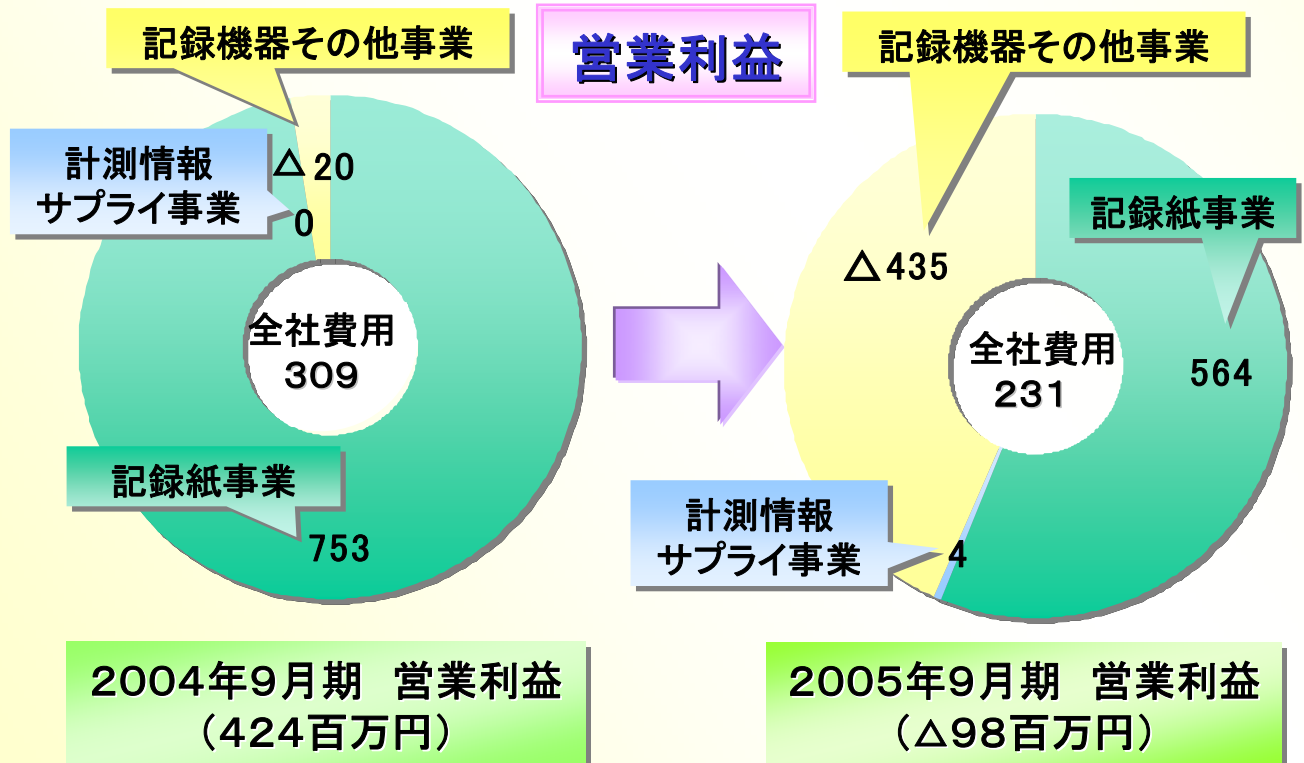 営業利益
記録機器その他事業
計測情報
サプライ事業
△20
0
全社費用
309
記録紙事業
753
2004年9月期 営業利益
(424百万円)
記録機器その他事業
△435
記録紙事業
564
全社費用
231
計測情報
サプライ事業
4
2005年9月期 営業利益
(△98百万円)